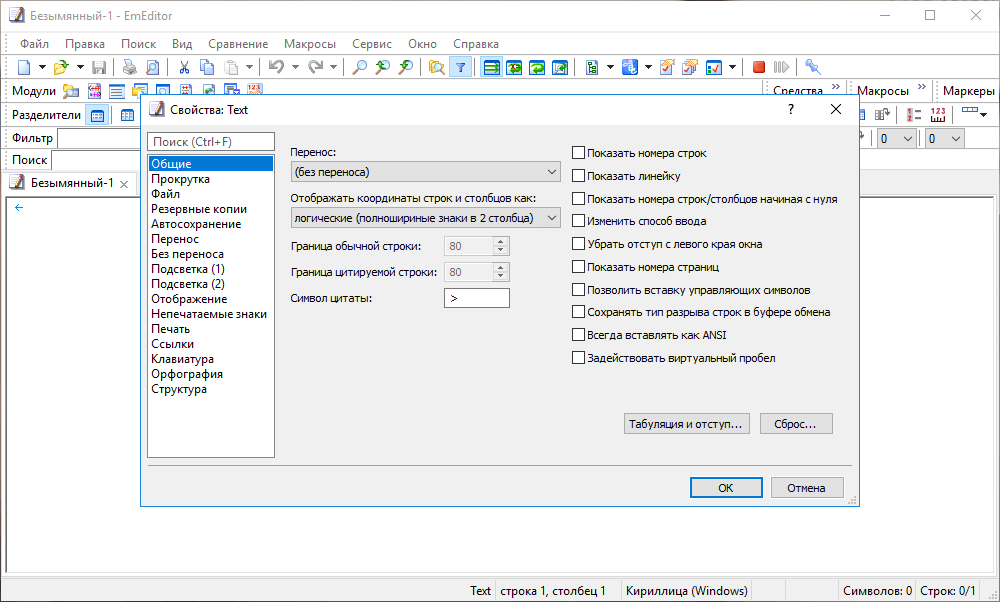 Безымянный-1 - EmEditor
Файл Правка Поиск Вид Сравнение Макросы Сервис Окно Справка
Модули Средства » Макросы » Маркеры
Разделители
Фильтр 0 0
Поиск
Безымянный-1
Свойства: Text ?
Поиск (Ctrl+F)
Общие
Прокрутка
Файл
Резервные копии
Автосохранение
Перенос
Без переноса
Подсветка (1)
Подсветка (2)
Отображение
Непечатаемые знаки
Печать
Ссылки
Клавиатура
Орфография
Структура
Перенос:
(без переноса)
Отображать координаты строк и столбцов как:
логические (полношириные знаки в 2 столбца)
Граница обычной строки: 80
Граница цитируемой строки: 80
Символ цитаты: >
Показать номера строк
Показать линейку
Показать номера строк/столбцов начиная с нуля
Изменить способ ввода
Убрать отступ с левого края окна
Показать номера страниц
Позволить вставку управляющих символов
Сохранять тип разрыва строк в буфере обмена
Всегда вставлять как ANSI
Задействовать виртуальный пробел
Табуляция и отступ... Сброс...
ОК Отмена
Text строка 1, столбец 1 Кириллица (Windows) Символов: 0 Строк: 0/1